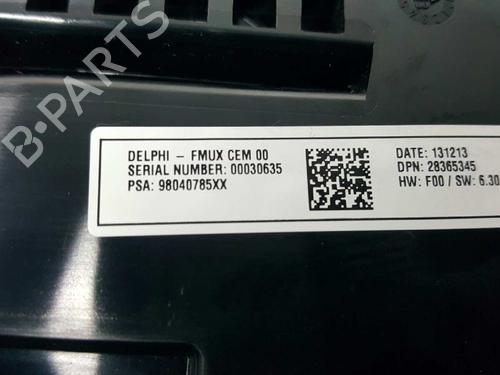 B-PARTS
DELPHI - FMUX CEM 00
SERIAL NUMBER: 00030635
PSA: 98040785XX
DATE: 131213
DPN: 28365345
HW: F00 / SW: 6.30